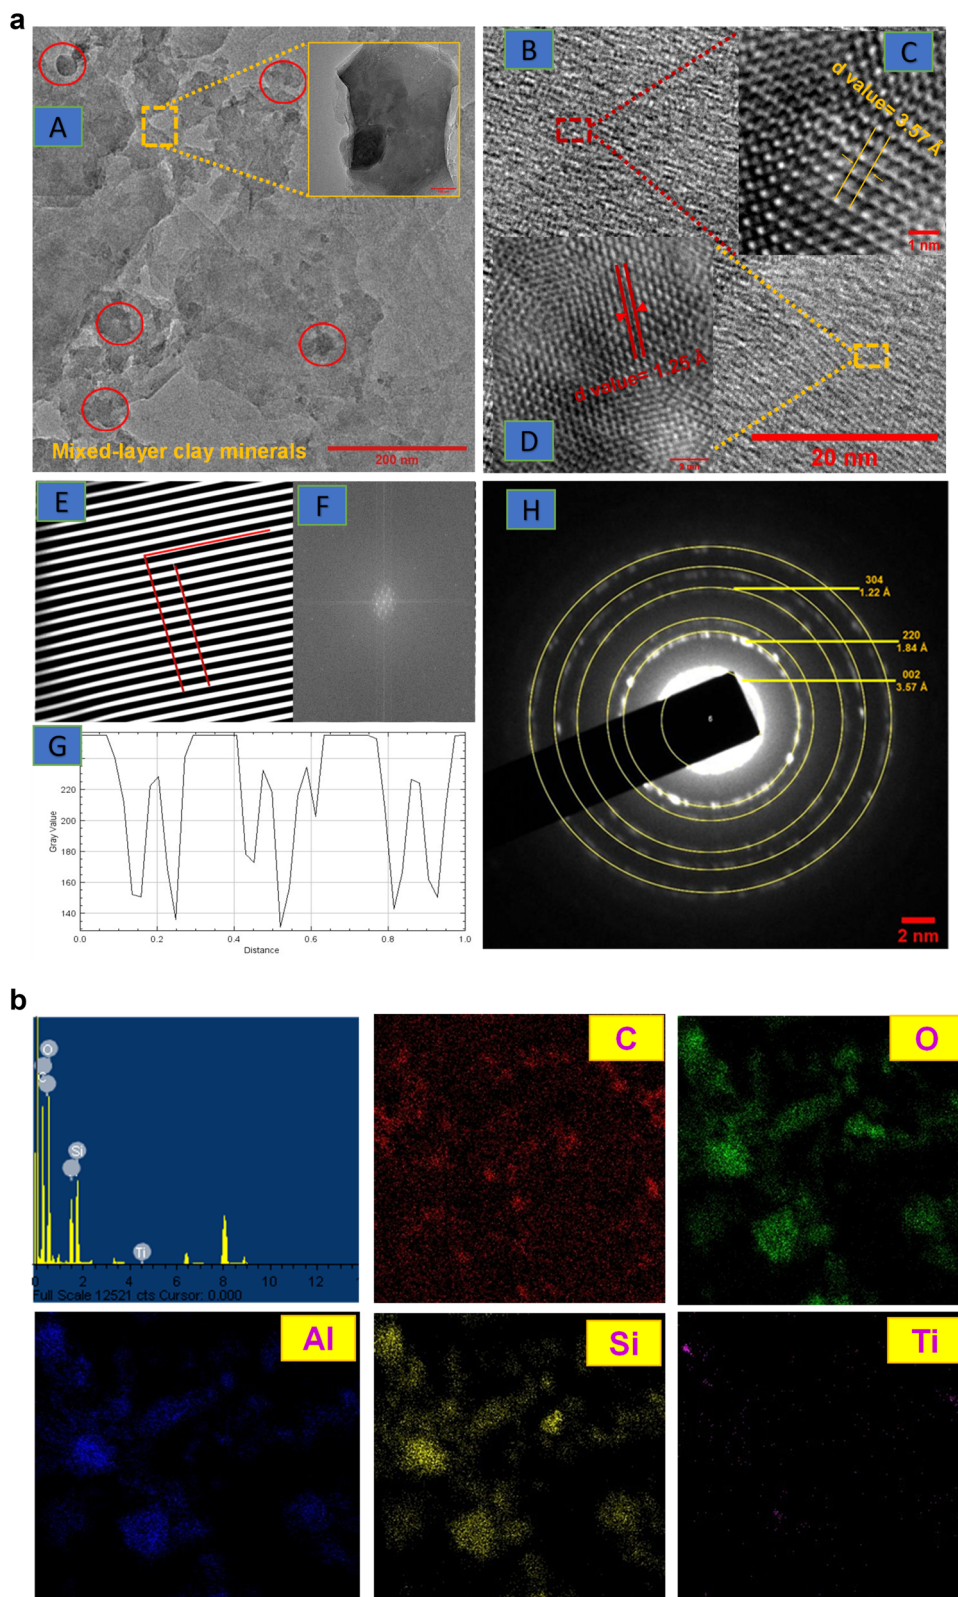 a
A
Mixed-layer clay minerals
200 nm
B
C
d value= 3.57 Å
1 nm
D
d value= 1.25 Å
20 nm
E
F
G
Gray Value
220
200
180
160
140
0.0
0.2
0.4
0.6
0.8
1.0
Distance
H
304
1.22 Å
220
1.84 Å
002
3.57 Å
2 nm
b
O
C
Si
Ti
0
2
4
6
8
10
12
Full Scale 12521 cts Cursor: 0.000
C
O
Al
Si
Ti